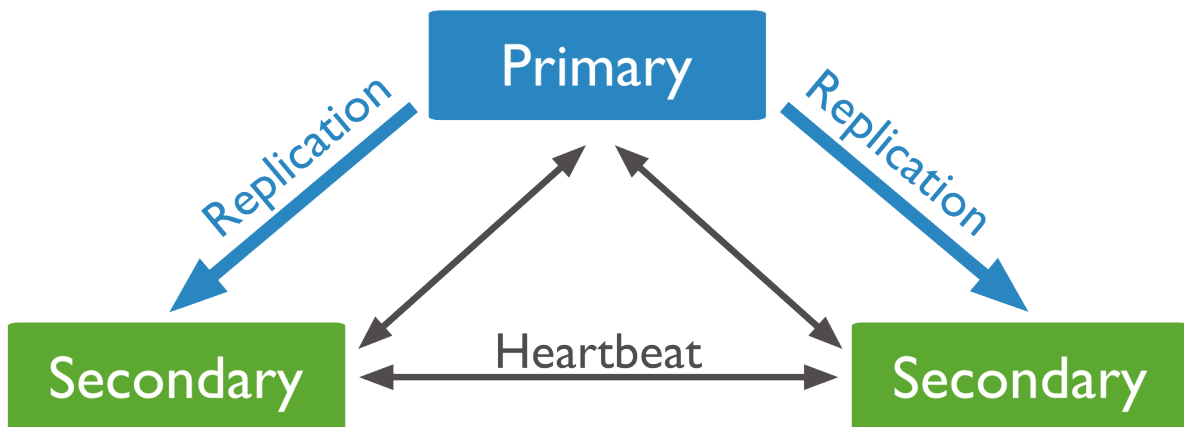 Primary
Replication
Replication
Heartbeat
Secondary
Secondary